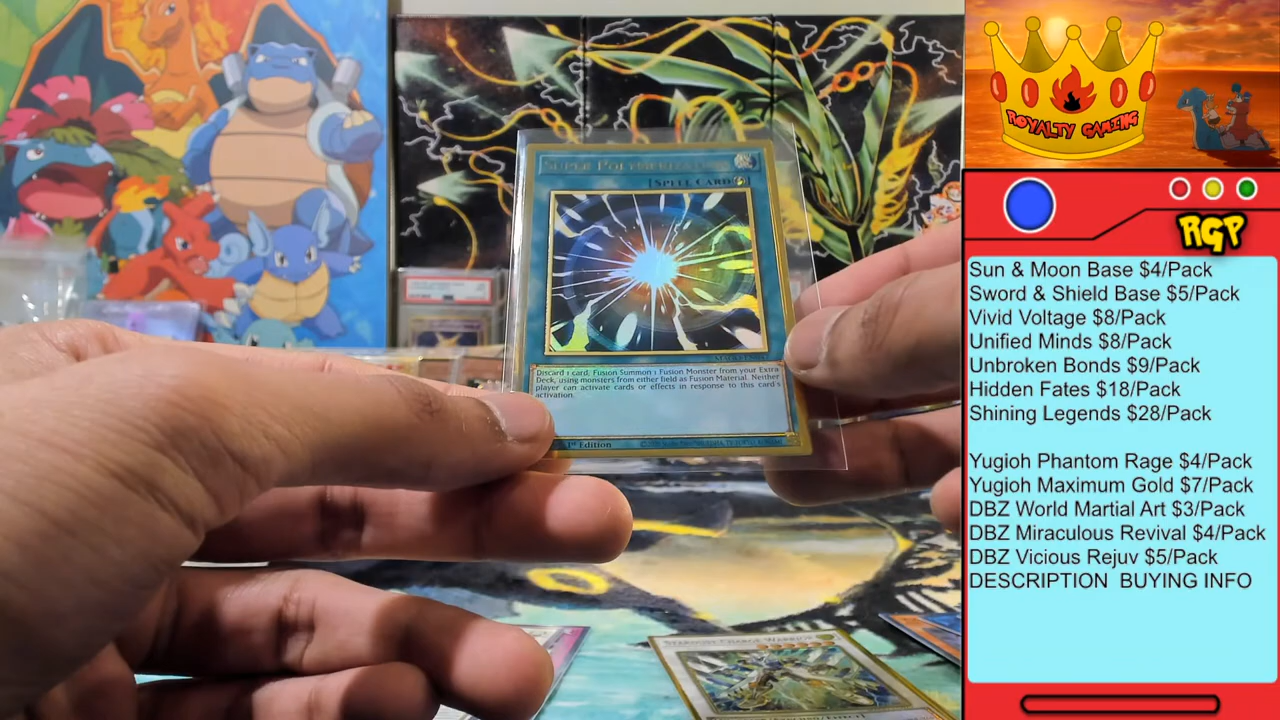 SUPER POLYMERIZATION
[SPELL CARD]
Discard 1 card; Fusion Summon 1 Fusion Monster from your Extra
Deck, using monsters from either field as Fusion Material. Neither
player can activate cards or effects in response to this card's
activation.
1st Edition
STARDUST CHARGE WARRIOR
ROYALTY GAMING
RGP
Sun & Moon Base $4/Pack
Sword & Shield Base $5/Pack
Vivid Voltage $8/Pack
Unified Minds $8/Pack
Unbroken Bonds $9/Pack
Hidden Fates $18/Pack
Shining Legends $28/Pack
Yugioh Phantom Rage $4/Pack
Yugioh Maximum Gold $7/Pack
DBZ World Martial Art $3/Pack
DBZ Miraculous Revival $4/Pack
DBZ Vicious Rejuv $5/Pack
DESCRIPTION BUYING INFO